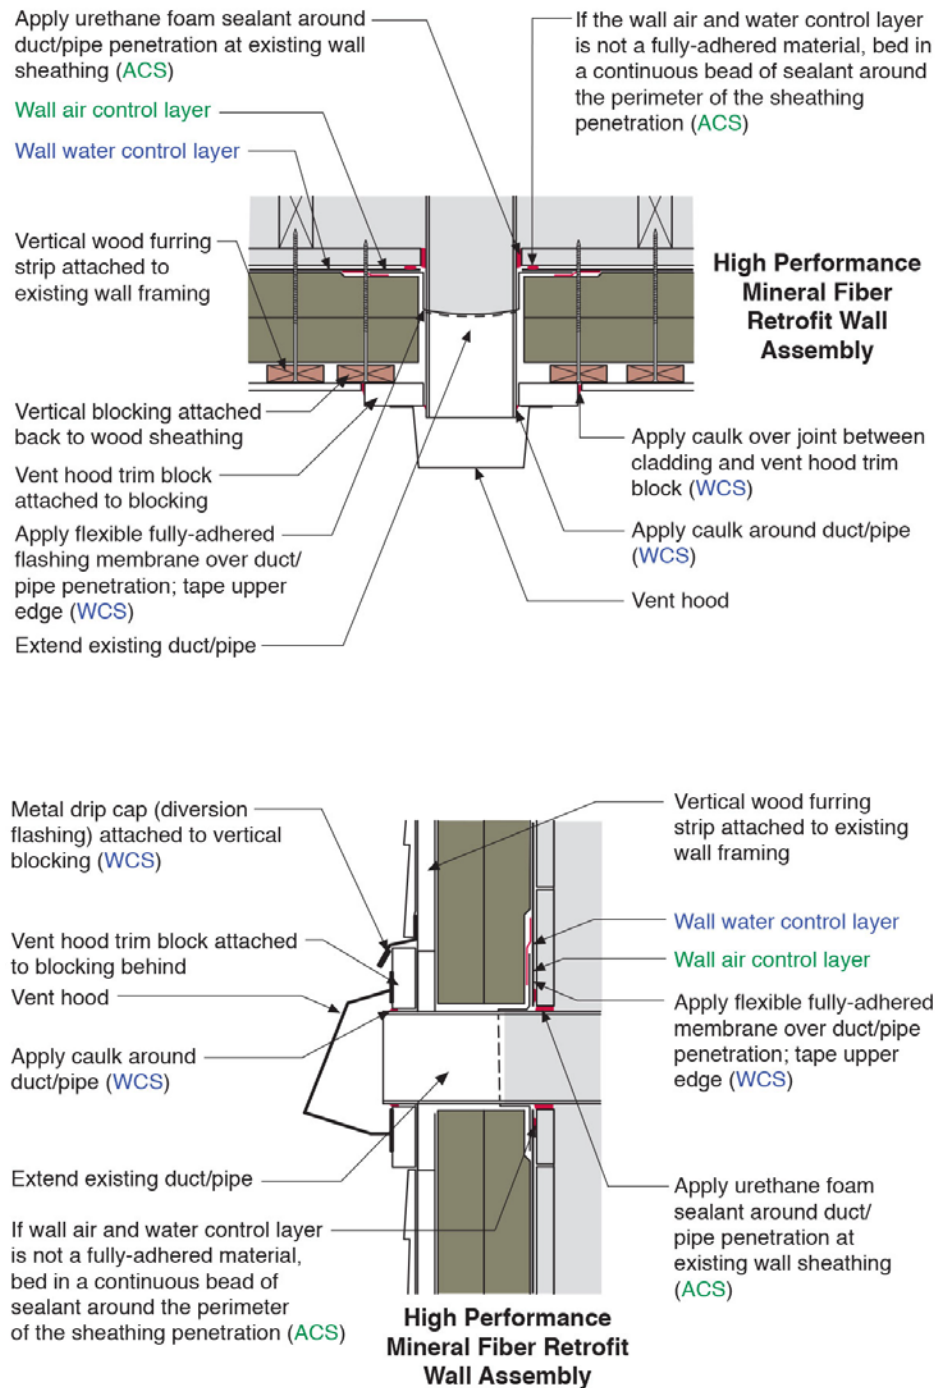 Apply urethane foam sealant around
duct/pipe penetration at existing wall
sheathing (ACS)
Wall air control layer
Wall water control layer
Vertical wood furring
strip attached to
existing wall framing
Vertical blocking attached
back to wood sheathing
Vent hood trim block
attached to blocking
Apply flexible fully-adhered
flashing membrane over duct/
pipe penetration; tape upper
edge (WCS)
Extend existing duct/pipe
If the wall air and water control layer
is not a fully-adhered material, bed in
a continuous bead of sealant around
the perimeter of the sheathing
penetration (ACS)
High Performance
Mineral Fiber
Retrofit Wall
Assembly
Apply caulk over joint between
cladding and vent hood trim
block (WCS)
Apply caulk around duct/pipe
(WCS)
Vent hood
Metal drip cap (diversion
flashing) attached to vertical
blocking (WCS)
Vent hood trim block attached
to blocking behind
Vent hood
Apply caulk around
duct/pipe (WCS)
Extend existing duct/pipe
If wall air and water control layer
is not a fully-adhered material,
bed in a continuous bead of
sealant around the perimeter
of the sheathing penetration (ACS)
Vertical wood furring
strip attached to existing
wall framing
Wall water control layer
Wall air control layer
Apply flexible fully-adhered
membrane over duct/pipe
penetration; tape upper
edge (WCS)
Apply urethane foam
sealant around duct/
pipe penetration at
existing wall sheathing
(ACS)
High Performance
Mineral Fiber Retrofit
Wall Assembly